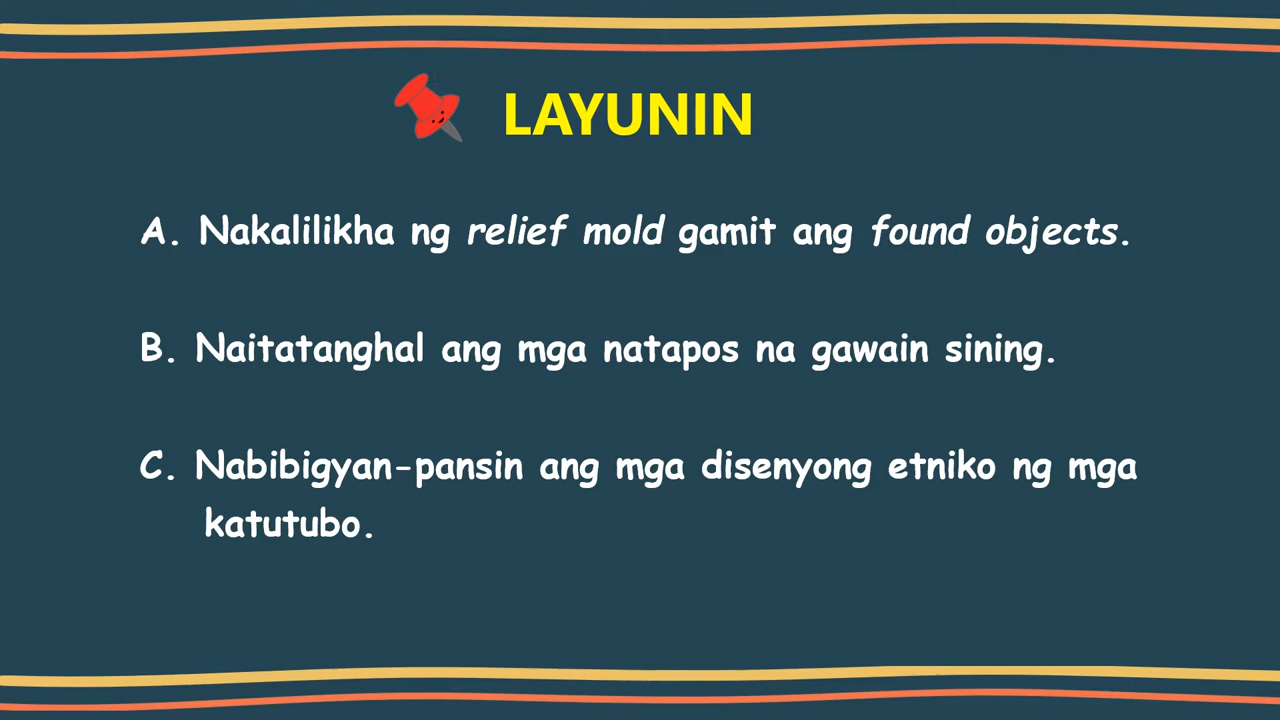 LAYUNIN
A. Nakalilikha ng relief mold gamit ang found objects.
B. Naitatanghal ang mga natapos na gawain sining.
C. Nabibigyan-pansin ang mga disenyong etniko ng mga
katutubo.